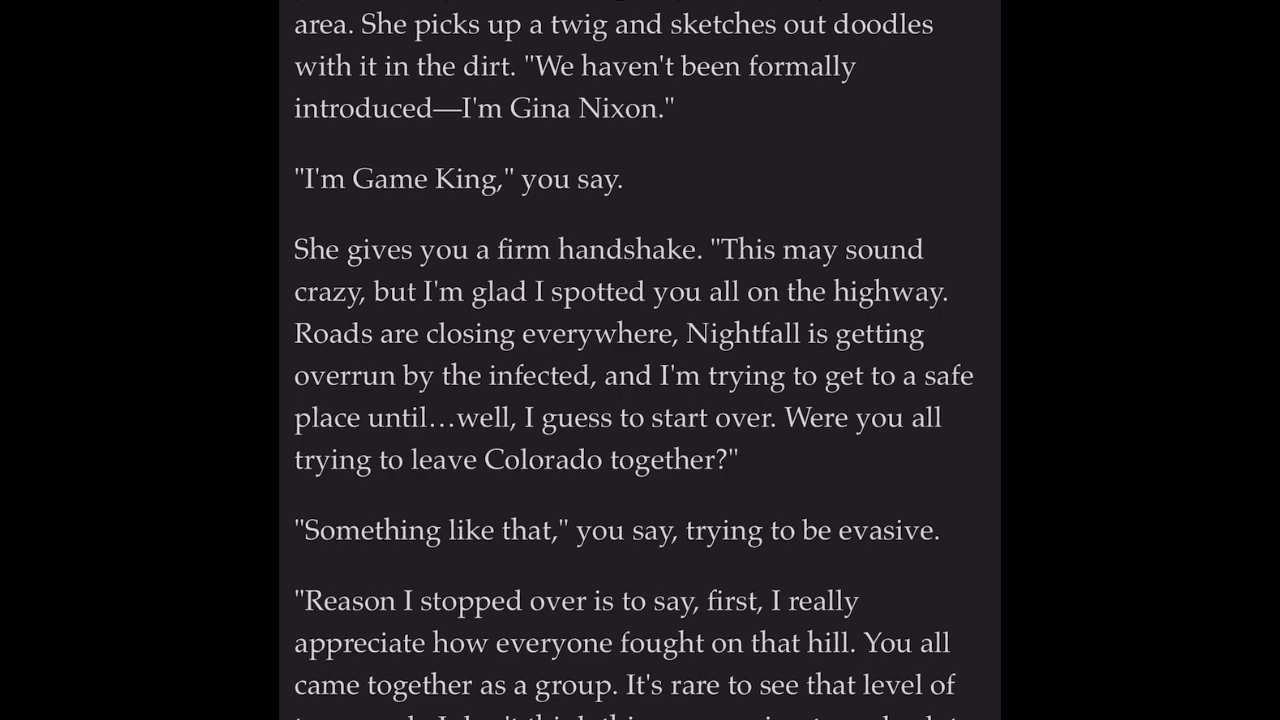 area. She picks up a twig and sketches out doodles
with it in the dirt. "We haven't been formally
introduced—I'm Gina Nixon."
"I'm Game King," you say.
She gives you a firm handshake. "This may sound
crazy, but I'm glad I spotted you all on the highway.
Roads are closing everywhere, Nightfall is getting
overrun by the infected, and I'm trying to get to a safe
place until…well, I guess to start over. Were you all
trying to leave Colorado together?"
"Something like that," you say, trying to be evasive.
"Reason I stopped over is to say, first, I really
appreciate how everyone fought on that hill. You all
came together as a group. It's rare to see that level of